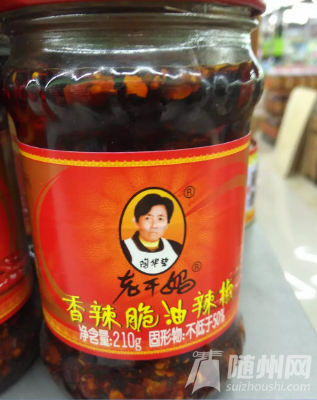 ®
陶华碧
老干妈®
香辣脆油辣椒
净含量:210g 固形物:不低于50%
随州网
suizhoushi.com